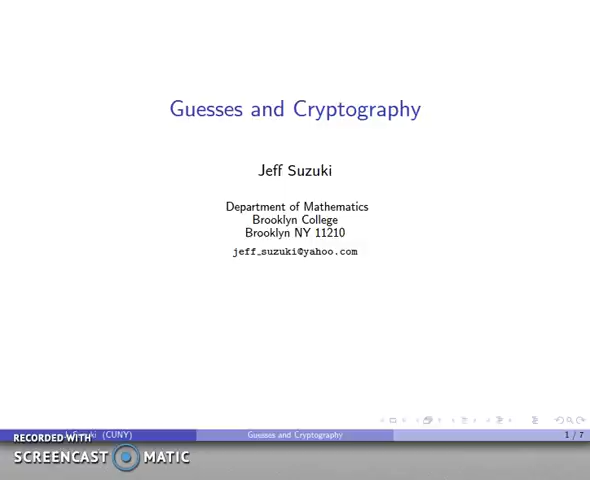 Guesses and Cryptography
Jeff Suzuki
Department of Mathematics
Brooklyn College
Brooklyn NY 11210
jeff_suzuki@yahoo.com
(CUNY)
Guesses and Cryptography
1 / 7
RECORDED WITH
SCREENCAST MATIC